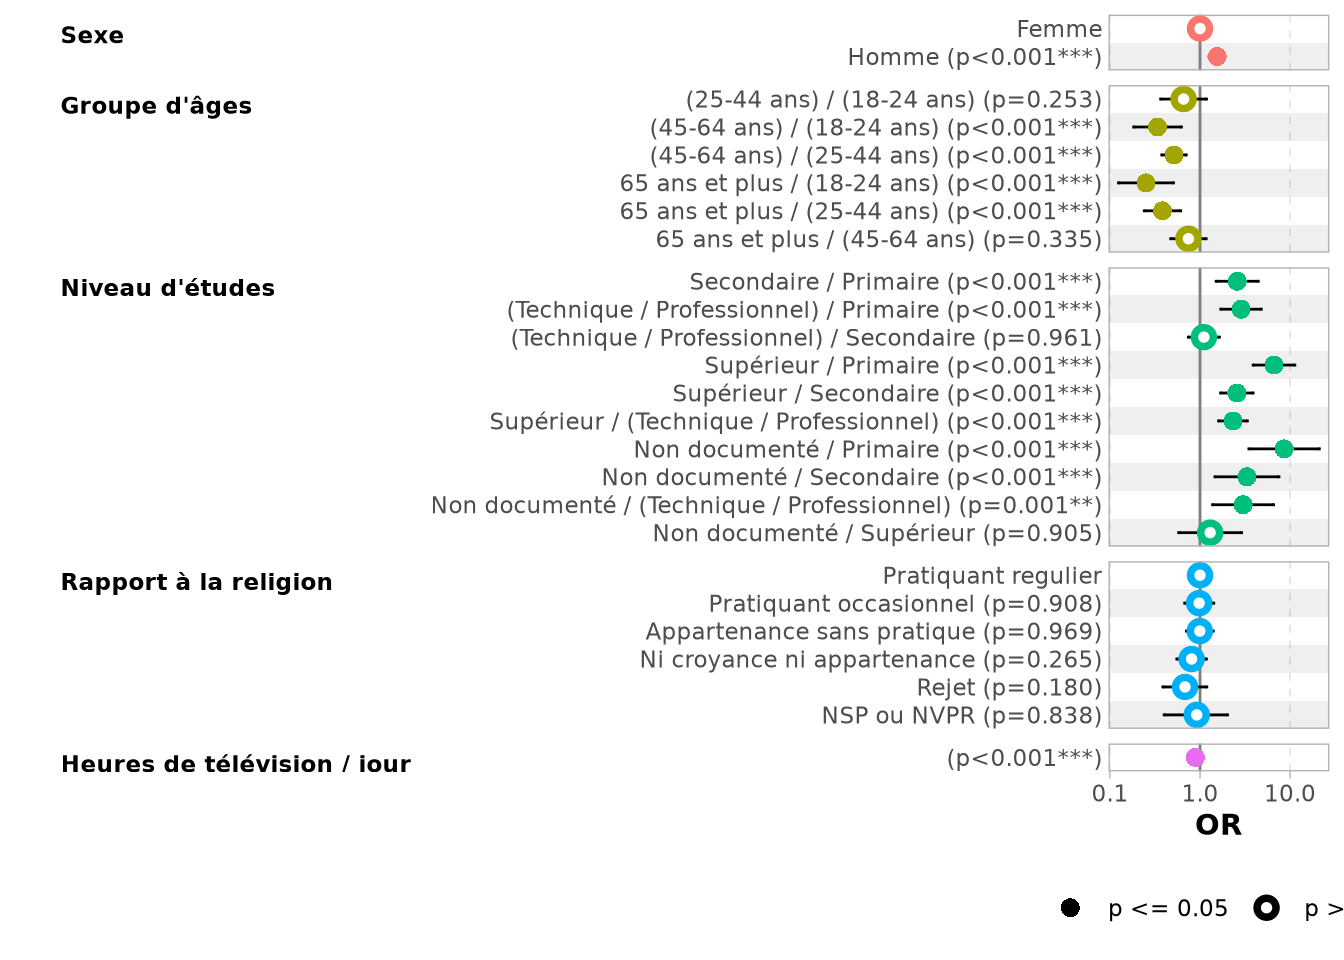 Sexe
Femme
Homme (p<0.001***)
Groupe d'âges
(25-44 ans) / (18-24 ans) (p=0.253)
(45-64 ans) / (18-24 ans) (p<0.001***)
(45-64 ans) / (25-44 ans) (p<0.001***)
65 ans et plus / (18-24 ans) (p<0.001***)
65 ans et plus / (25-44 ans) (p<0.001***)
65 ans et plus / (45-64 ans) (p=0.335)
Niveau d'études
Secondaire / Primaire (p<0.001***)
(Technique / Professionnel) / Primaire (p<0.001***)
(Technique / Professionnel) / Secondaire (p=0.961)
Supérieur / Primaire (p<0.001***)
Supérieur / Secondaire (p<0.001***)
Supérieur / (Technique / Professionnel) (p<0.001***)
Non documenté / Primaire (p<0.001***)
Non documenté / Secondaire (p<0.001***)
Non documenté / (Technique / Professionnel) (p=0.001**)
Non documenté / Supérieur (p=0.905)
Rapport à la religion
Pratiquant regulier
Pratiquant occasionnel (p=0.908)
Appartenance sans pratique (p=0.969)
Ni croyance ni appartenance (p=0.265)
Rejet (p=0.180)
NSP ou NVPR (p=0.838)
Heures de télévision / jour
(p<0.001***)
0.1 1.0 10.0
OR
p <= 0.05 p >